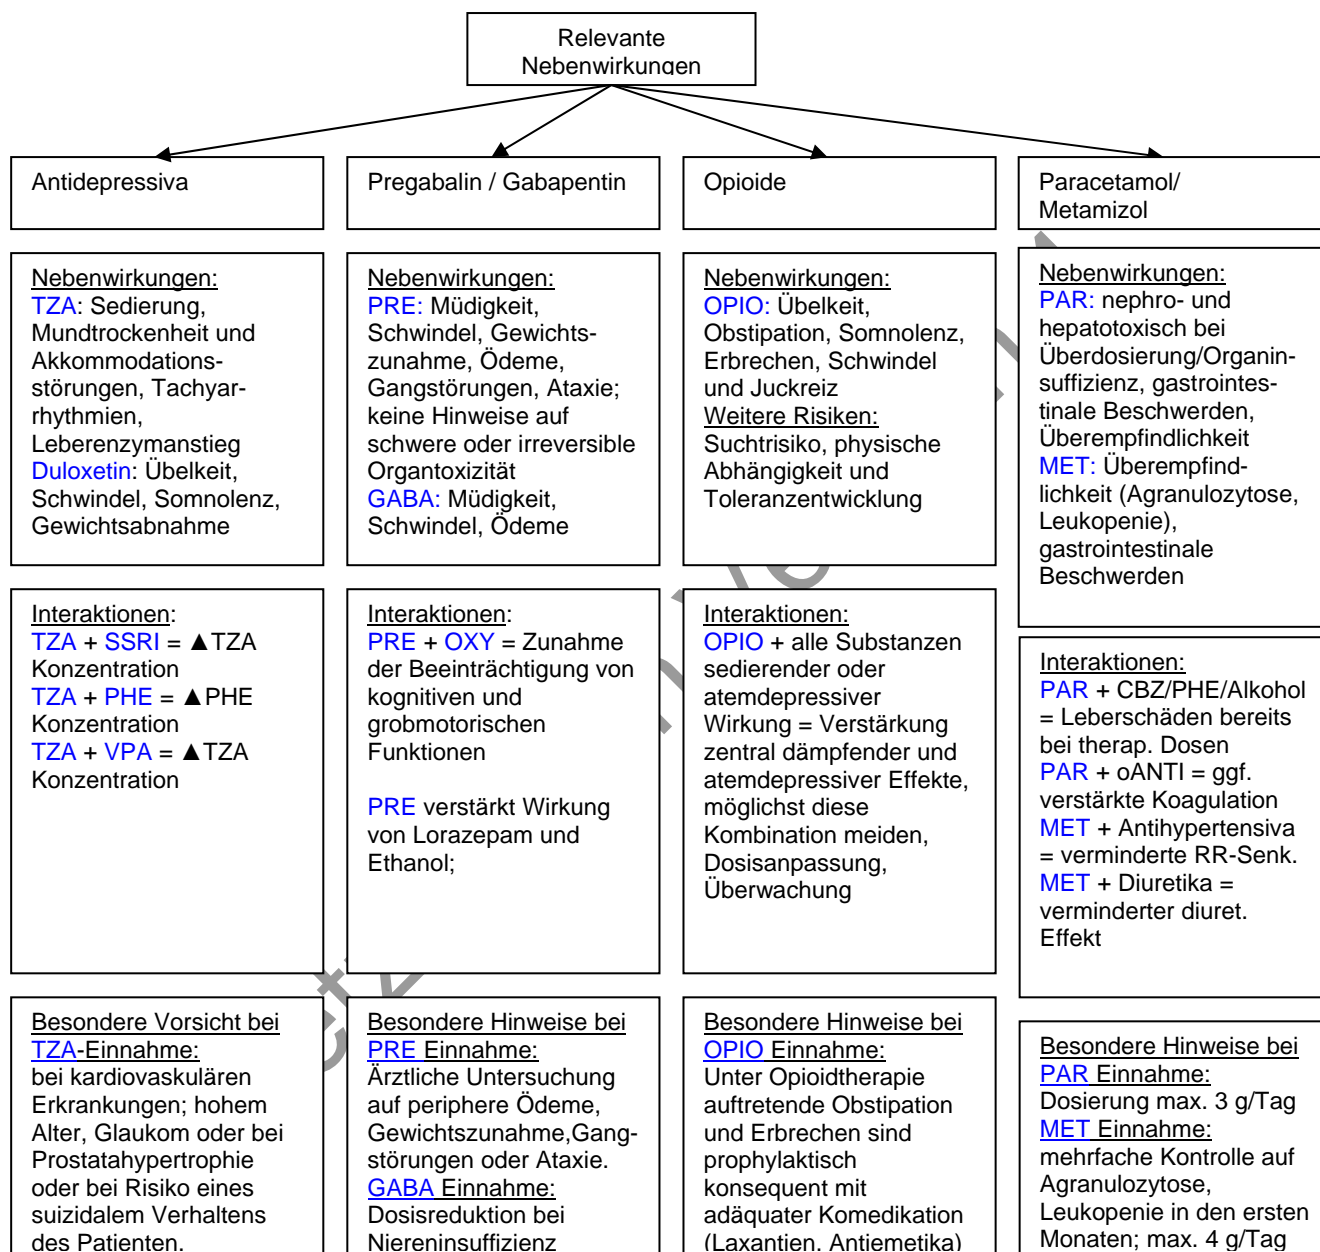 Relevante
Nebenwirkungen
Antidepressiva
Pregabalin / Gabapentin
Opioide
Paracetamol/
Metamizol
Nebenwirkungen:
TZA: Sedierung,
Mundtrockenheit und
Akkommodations-
störungen, Tachyar-
rhythmien,
Leberenzymanstieg
Duloxetin: Übelkeit,
Schwindel, Somnolenz,
Gewichtsabnahme
Nebenwirkungen:
PRE: Müdigkeit,
Schwindel, Gewichts-
zunahme, Ödeme,
Gangstörungen, Ataxie;
keine Hinweise auf
schwere oder irreversible
Organtoxizität
GABA: Müdigkeit,
Schwindel, Ödeme
Nebenwirkungen:
OPIO: Übelkeit,
Obstipation, Somnolenz,
Erbrechen, Schwindel
und Juckreiz
Weitere Risiken:
Suchtrisiko, physische
Abhängigkeit und
Toleranzentwicklung
Nebenwirkungen:
PAR: nephro- und
hepatotoxisch bei
Überdosierung/Organin-
suffizienz, gastrointes-
tinale Beschwerden,
Überempfindlichkeit
MET: Überempfind-
lichkeit (Agranulozytose,
Leukopenie),
gastrointestinale
Beschwerden
Interaktionen:
TZA + SSRI = ▲TZA
Konzentration
TZA + PHE = ▲PHE
Konzentration
TZA + VPA = ▲TZA
Konzentration
Interaktionen:
PRE + OXY = Zunahme
der Beeinträchtigung von
kognitiven und
grobmotorischen
Funktionen
PRE verstärkt Wirkung
von Lorazepam und
Ethanol;
Interaktionen:
OPIO + alle Substanzen
sedierender oder
atemdepressiver
Wirkung = Verstärkung
zentral dämpfender und
atemdepressiver Effekte,
möglichst diese
Kombination meiden,
Dosisanpassung,
Überwachung
Interaktionen:
PAR + CBZ/PHE/Alkohol
= Leberschäden bereits
bei therap. Dosen
PAR + oANTI = ggf.
verstärkte Koagulation
MET + Antihypertensiva
= verminderte RR-Senk.
MET + Diuretika =
verminderter diuret.
Effekt
Besondere Vorsicht bei
TZA-Einnahme:
bei kardiovaskulären
Erkrankungen; hohem
Alter, Glaukom oder bei
Prostatahypertrophie
oder bei Risiko eines
suizidalem Verhaltens
des Patienten.
Besondere Hinweise bei
PRE Einnahme:
Ärztliche Untersuchung
auf periphere Ödeme,
Gewichtszunahme,Gang-
störungen oder Ataxie.
GABA Einnahme:
Dosisreduktion bei
Niereninsuffizienz
Besondere Hinweise bei
OPIO Einnahme:
Unter Opioidtherapie
auftretende Obstipation
und Erbrechen sind
prophylaktisch
konsequent mit
adäquater Komedikation
(Laxantien, Antiemetika)
Besondere Hinweise bei
PAR Einnahme:
Dosierung max. 3 g/Tag
MET Einnahme:
mehrfache Kontrolle auf
Agranulozytose,
Leukopenie in den ersten
Monaten; max. 4 g/Tag